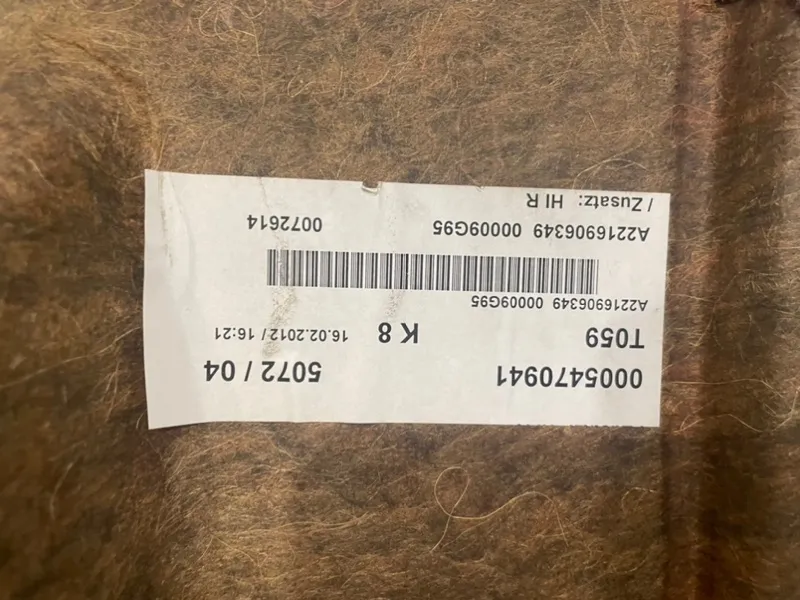 0005470941 5072 / 04
T059 K 8 16.02.2012 / 16:21
A2216906349 00009G95
A2216906349 00009G95 0072614
/ Zusatz: HI R